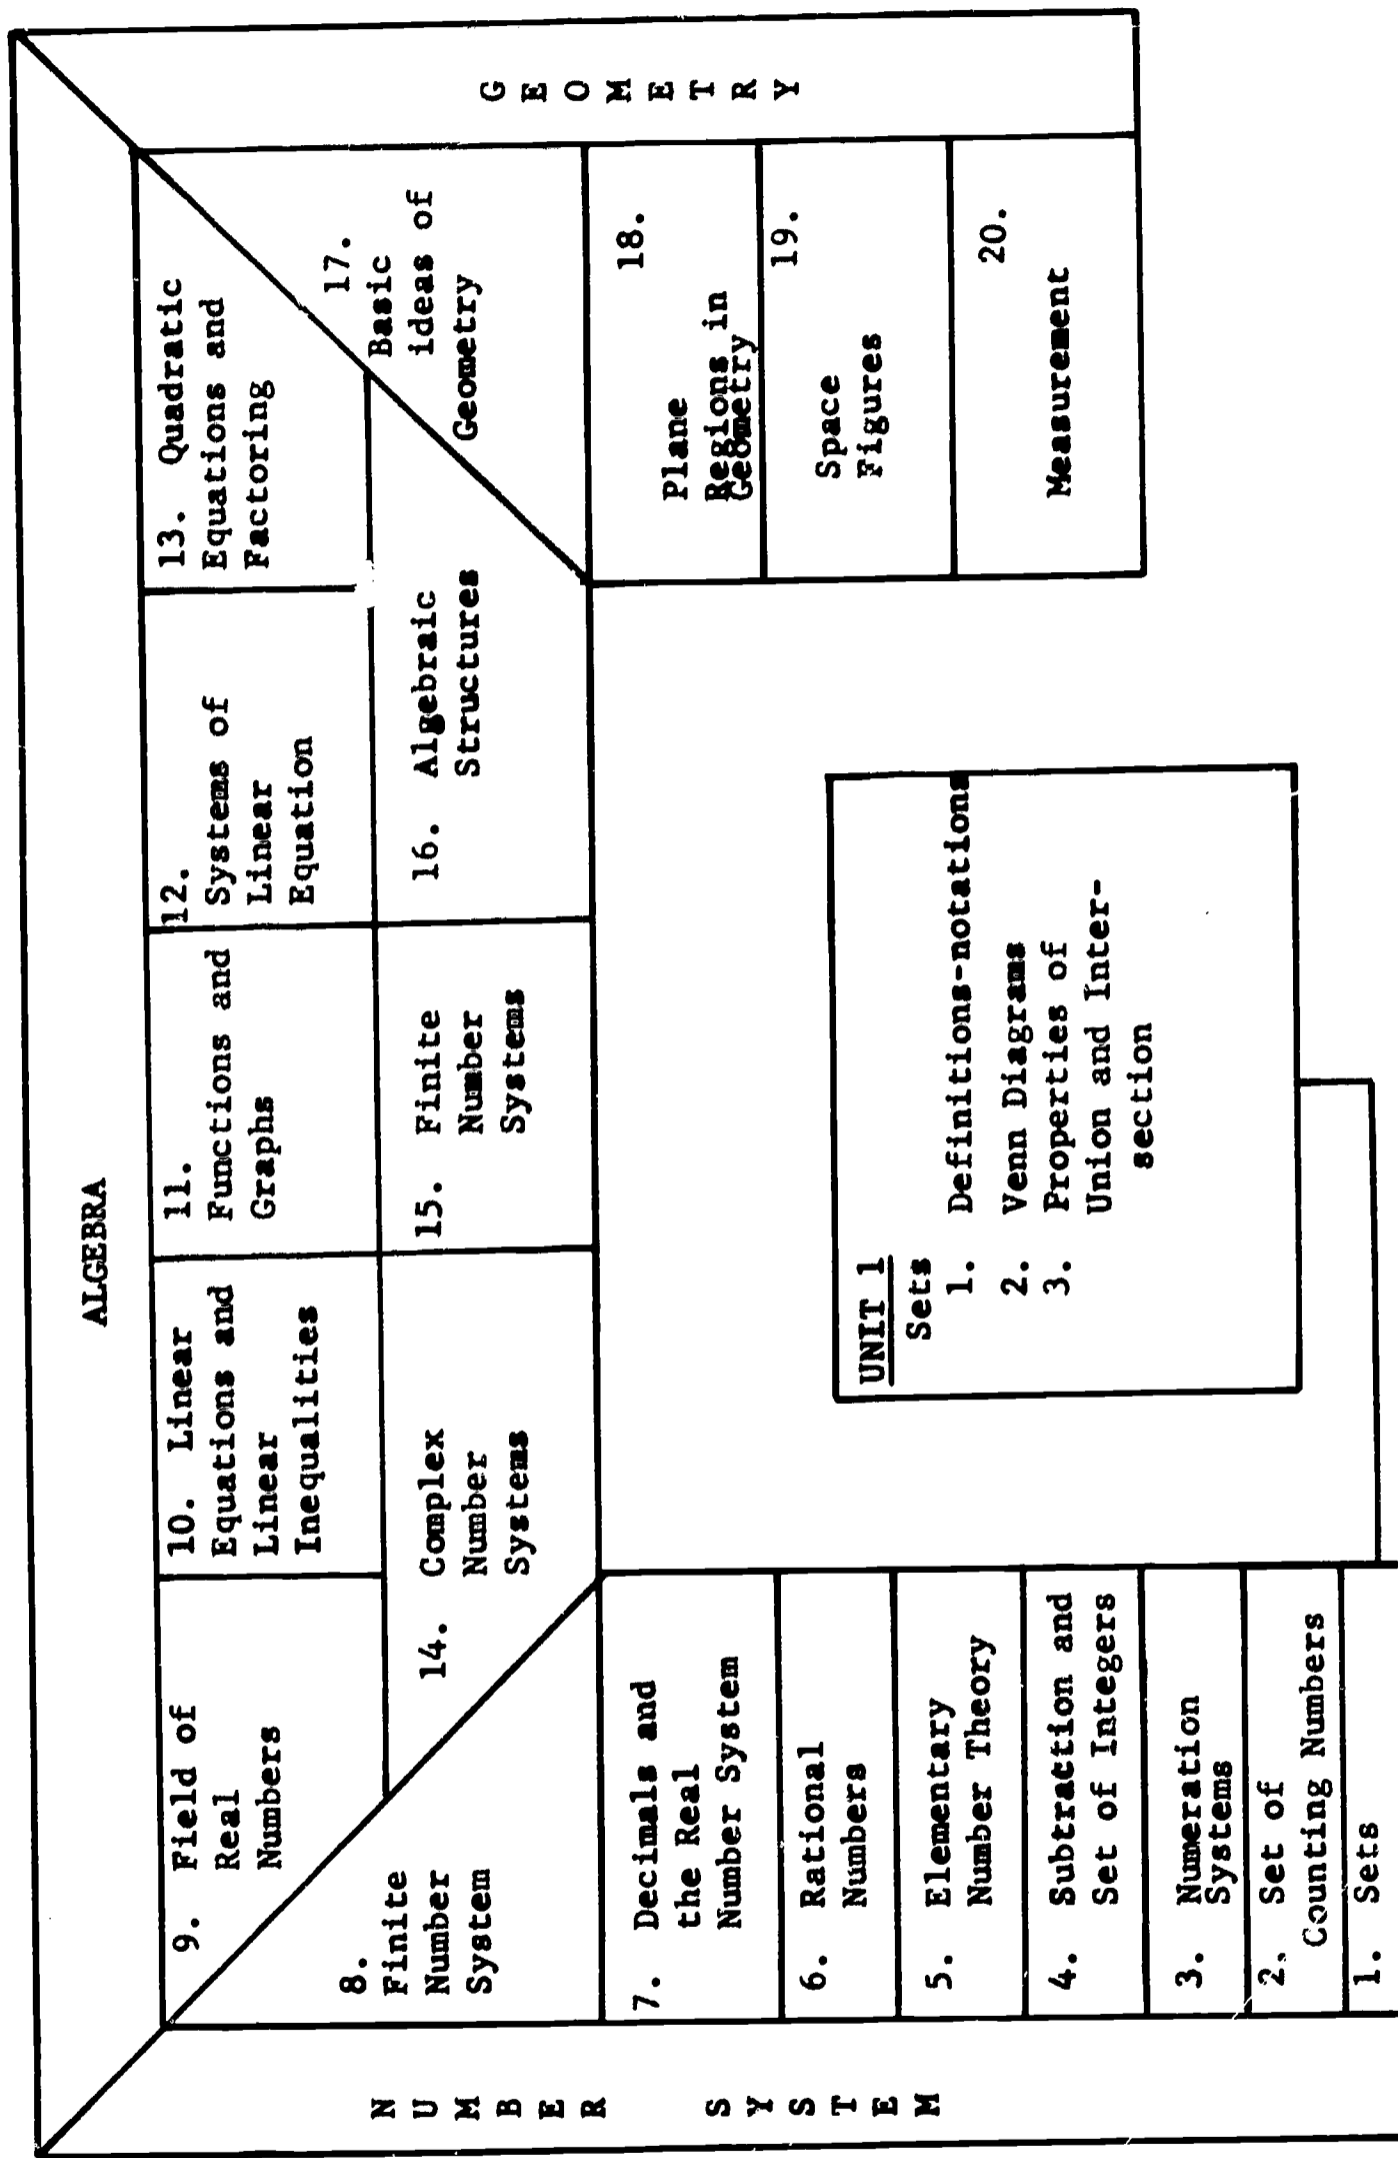 ALGEBRA
NUMBER SYSTEM
GEOMETRY
9. Field of
Real
Numbers
10. Linear
Equations and
Linear
Inequalities
11.
Functions and
Graphs
12.
Systems of
Linear
Equation
13. Quadratic
Equations and
Factoring
8.
Finite
Number
System
14. Complex
Number
Systems
15. Finite
Number
Systems
16. Algebraic
Structures
17.
Basic
ideas of
Geometry
7. Decimals and
the Real
Number System
6. Rational
Numbers
5. Elementary
Number Theory
4. Subtraction and
Set of Integers
3. Numeration
Systems
2. Set of
Counting Numbers
1. Sets
UNIT 1
Sets
1. Definitions-notations
2. Venn Diagrams
3. Properties of
Union and Inter-
section
18.
Plane
Regions in
Geometry
19.
Space
Figures
20.
Measurement